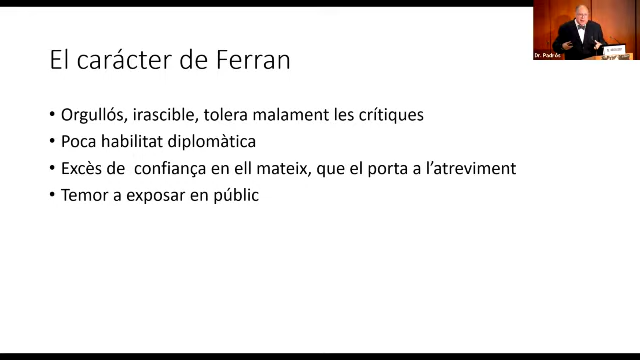 El carácter de Ferran
• Orgullós, irascible, tolera malament les crítiques
• Poca habilitat diplomàtica
• Excès de confiança en ell mateix, que el porta a l'atreviment
• Temor a exposar en públic
Dr. Padrós